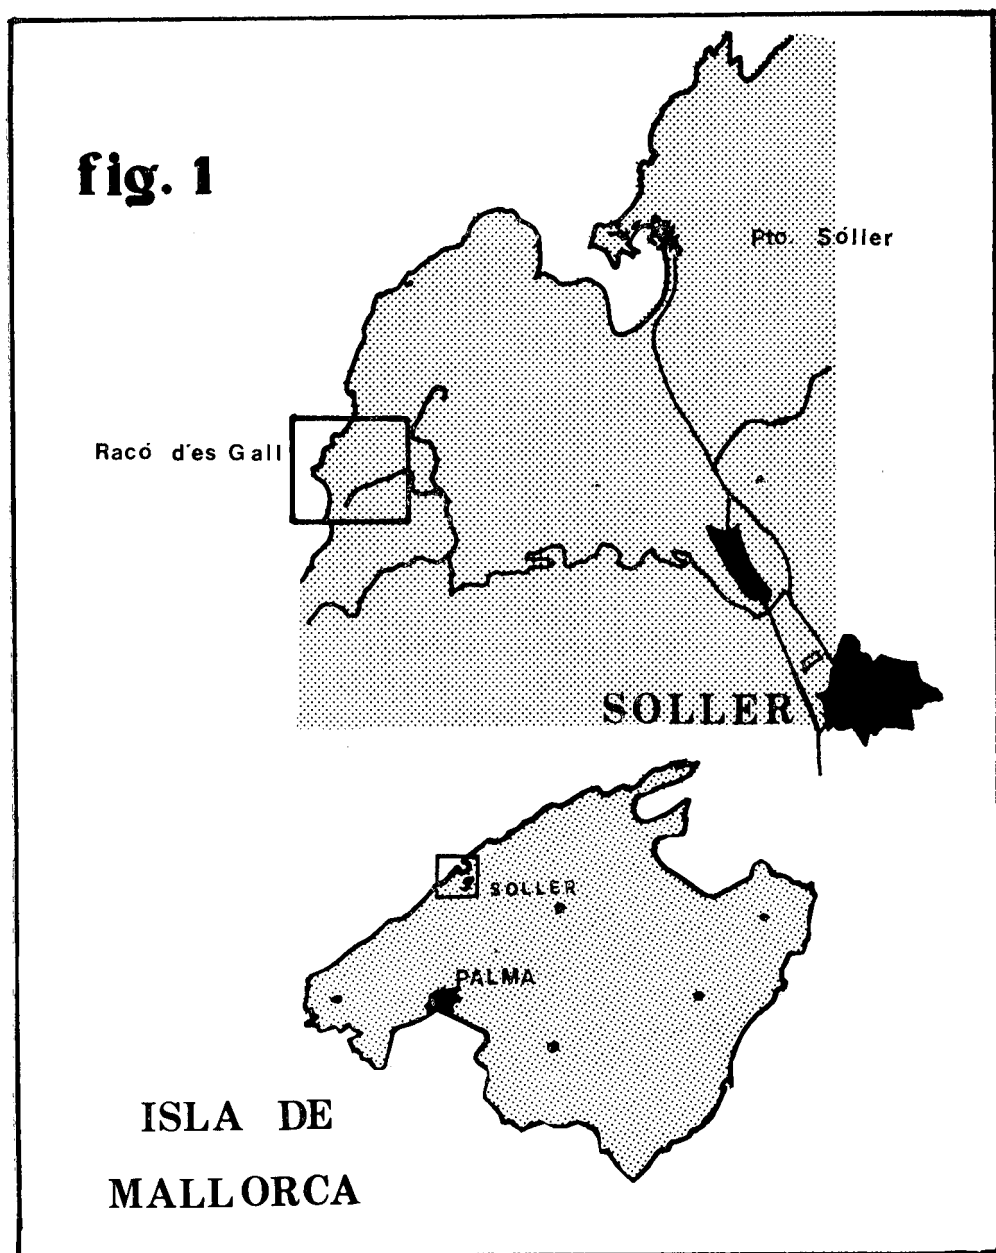 fig. 1
Pto. Sóller
Racó d'es Gall
SOLLER
SOLLER
PALMA
ISLA DE
MALLORCA